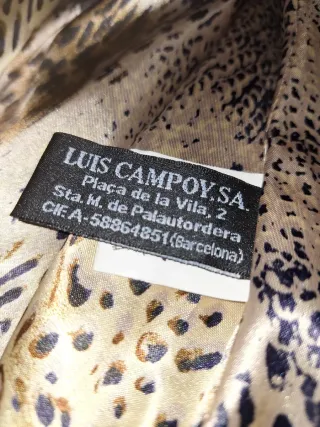 LUIS CAMPOY, S.A.
Plaça de la Vila, 2
Sta. M. de Palautordera
CIF. A-58864851 (Barcelona)